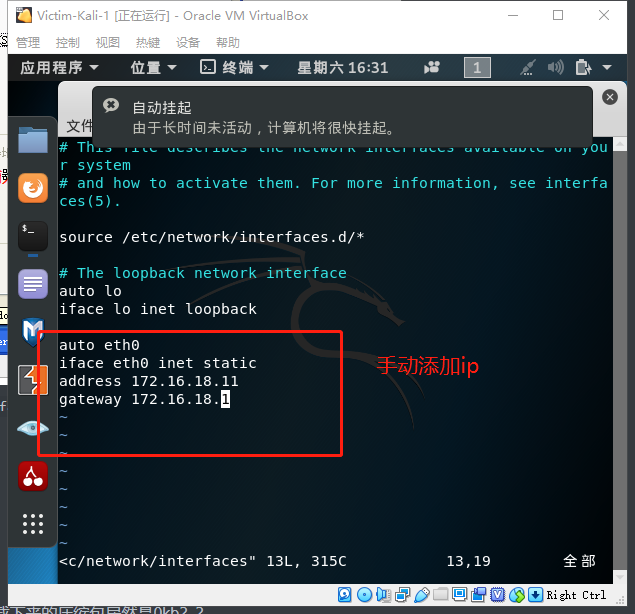 Victim-Kali-1 [正在运行] - Oracle VM VirtualBox
管理 控制 视图 热键 设备 帮助
应用程序 位置 终端 星期六 16:31 1
自动挂起
由于长时间未活动，计算机将很快挂起。
文件
# This file describes the network interfaces available on you
r system
# and how to activate them. For more information, see interfa
ces(5).
source /etc/network/interfaces.d/*
# The loopback network interface
auto lo
iface lo inet loopback
auto eth0
iface eth0 inet static
address 172.16.18.11
gateway 172.16.18.1
手动添加ip
~
~
~
~
~
~
~
~
<c/network/interfaces" 13L, 315C 13,19 全部
Right Ctrl